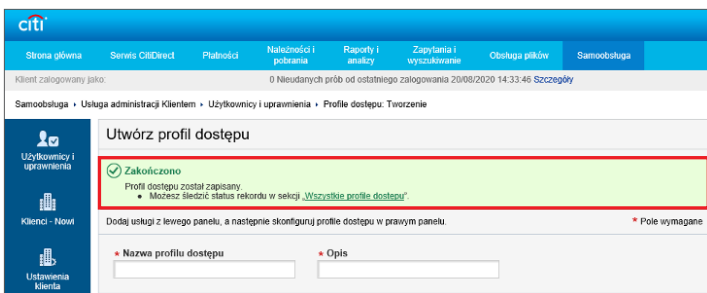 citi
Strona główna
Serwis CitiDirect
Płatności
Należności i pobrania
Raporty i analizy
Zapytania i wyszukiwanie
Obsługa plików
Samoobsługa
Klient zalogowany jako:
0 Nieudanych prób od ostatniego zalogowania 20/08/2020 14:33:46 Szczegóły
Samoobsługa › Usługa administracji Klientem › Użytkownicy i uprawnienia › Profile dostępu: Tworzenie
Użytkownicy i uprawnienia
Klienci - Nowi
Ustawienia klienta
Utwórz profil dostępu
Zakończono
Profil dostępu został zapisany.
• Możesz śledzić status rekordu w sekcji „Wszystkie profile dostępu”.
Dodaj usługi z lewego panelu, a następnie skonfiguruj profile dostępu w prawym panelu.
* Pole wymagane
* Nazwa profilu dostępu
* Opis